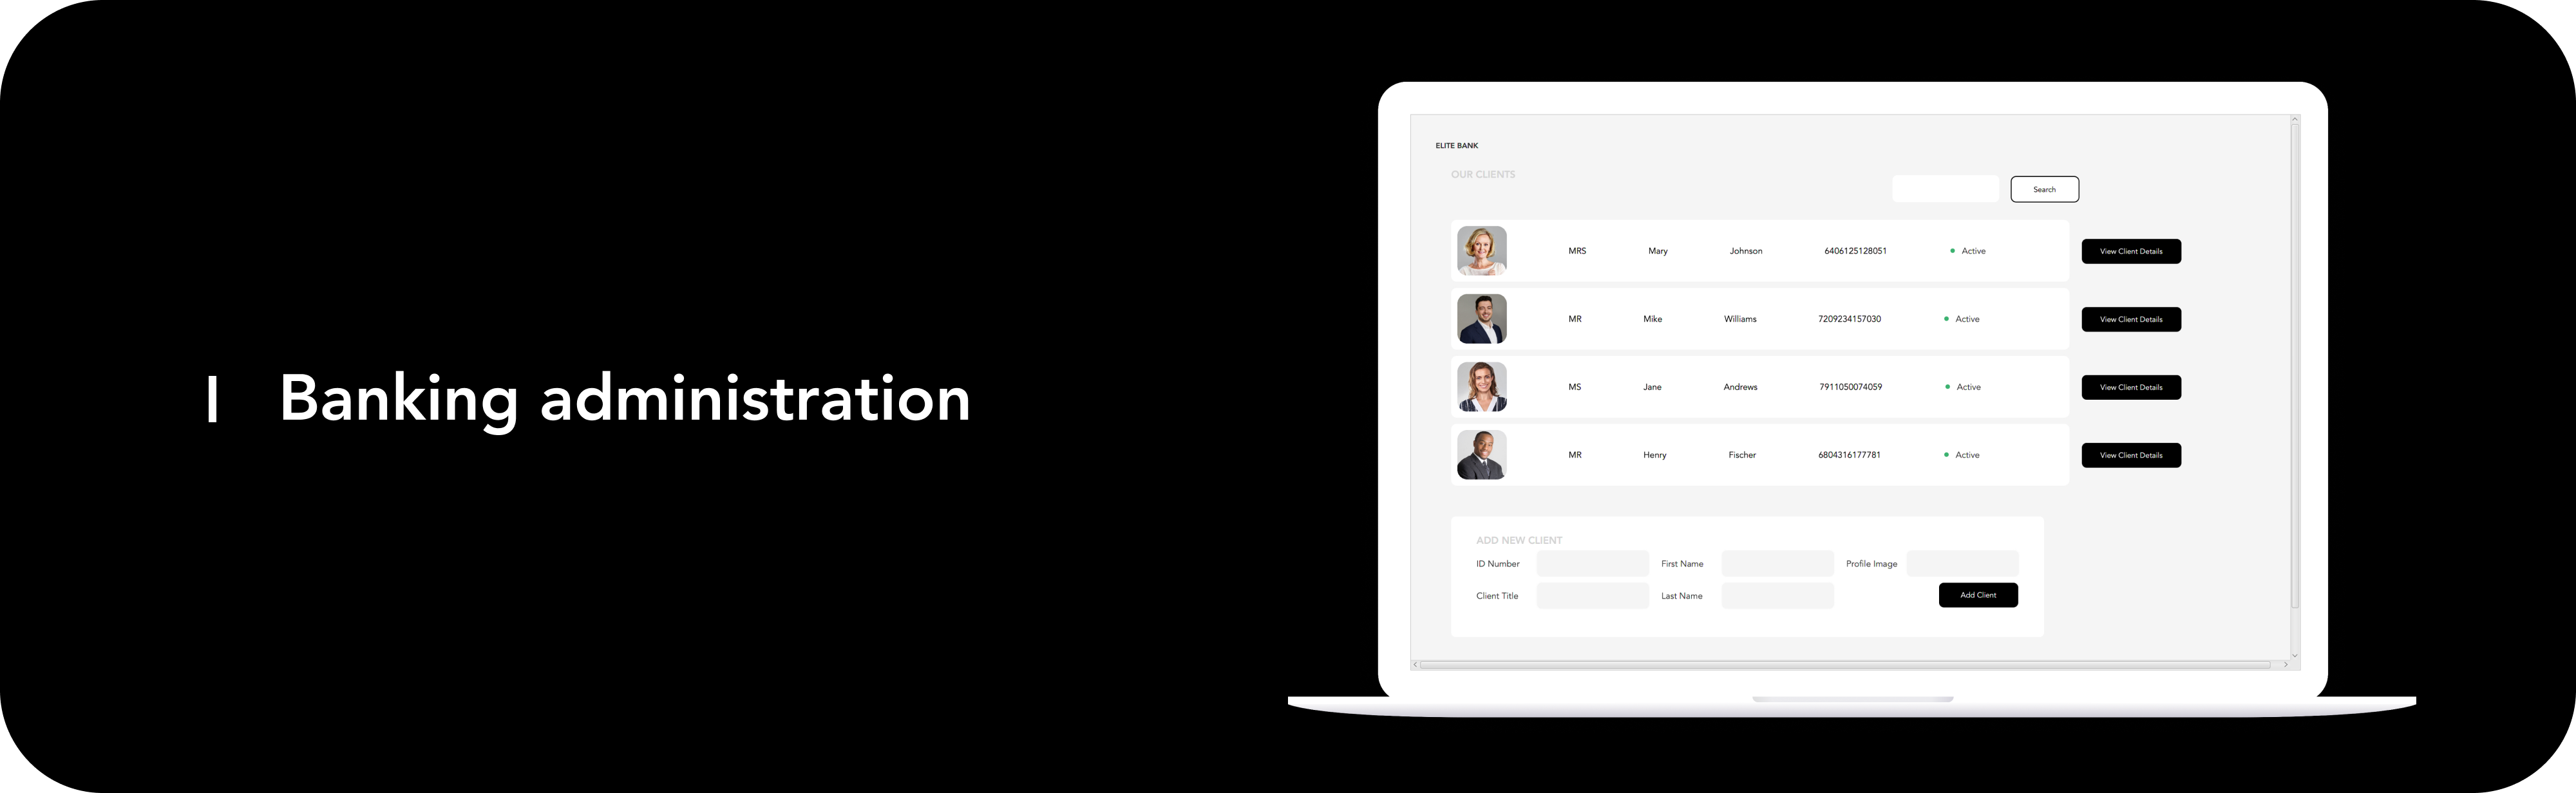 Banking administration
ELITE BANK
OUR CLIENTS
Search
MRS Mary Johnson 6406125128051 Active View Client Details
MR Mike Williams 7209234157030 Active View Client Details
MS Jane Andrews 7911050074059 Active View Client Details
MR Henry Fischer 6804316177781 Active View Client Details
ADD NEW CLIENT
ID Number First Name Profile Image
Client Title Last Name Add Client